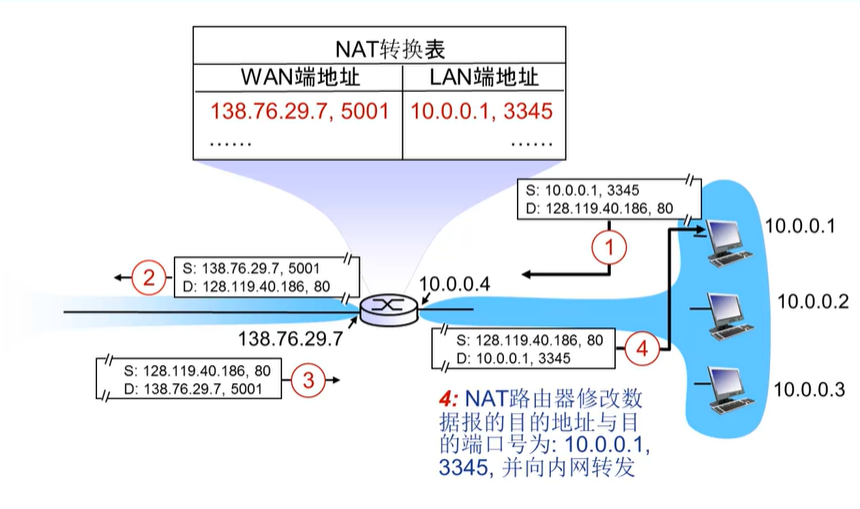 NAT转换表
WAN端地址 LAN端地址
138.76.29.7, 5001 10.0.0.1, 3345
…… ……
S: 10.0.0.1, 3345
D: 128.119.40.186, 80
1
10.0.0.1
2
S: 138.76.29.7, 5001
D: 128.119.40.186, 80
10.0.0.4
10.0.0.2
138.76.29.7
S: 128.119.40.186, 80
D: 10.0.0.1, 3345
4
S: 128.119.40.186, 80
D: 138.76.29.7, 5001
3
10.0.0.3
4: NAT路由器修改数
据报的目的地址与目
的端口号为: 10.0.0.1,
3345, 并向内网转发